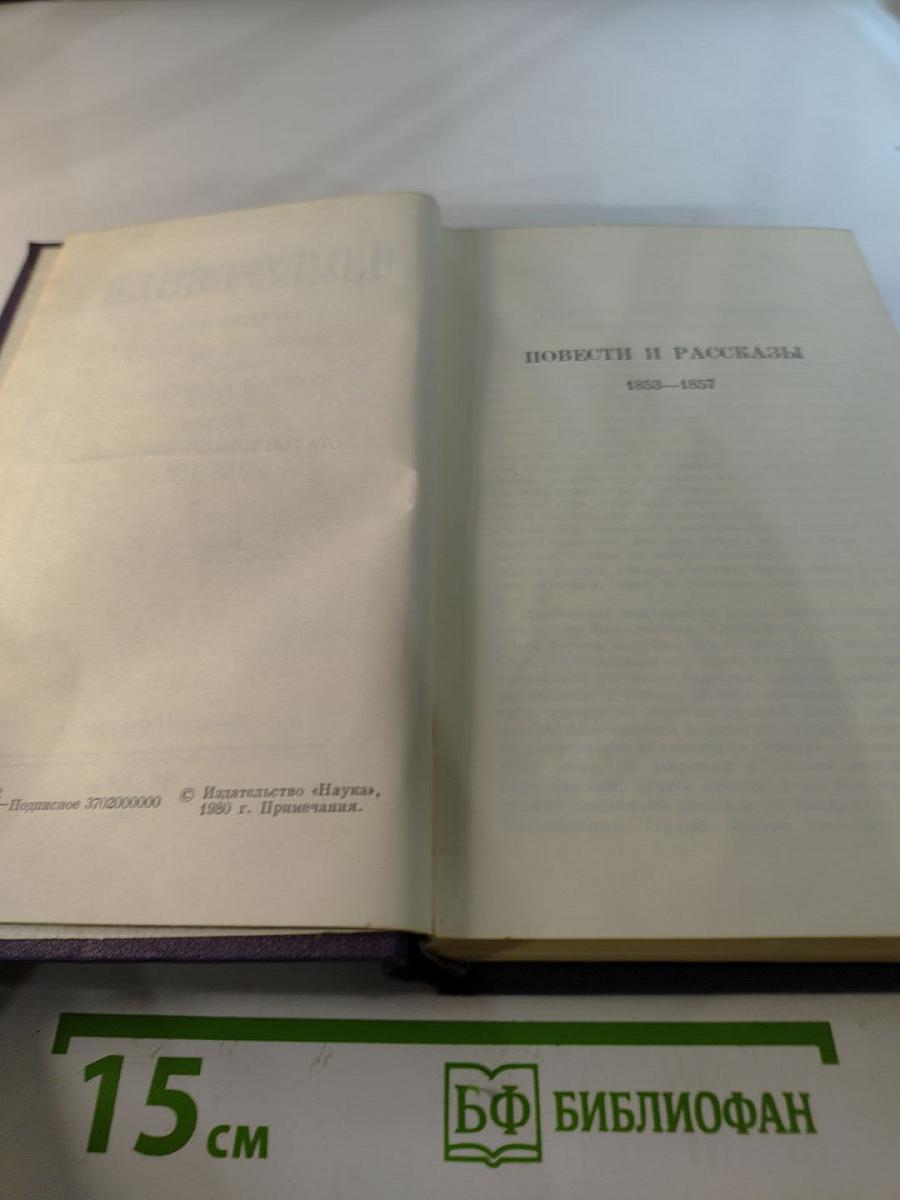 —Подписное 3702000000
© Издательство «Наука»,
1980 г. Примечания.
ПОВЕСТИ И РАССКАЗЫ
1853—1857
15 см
БФ БИБЛИОФАН